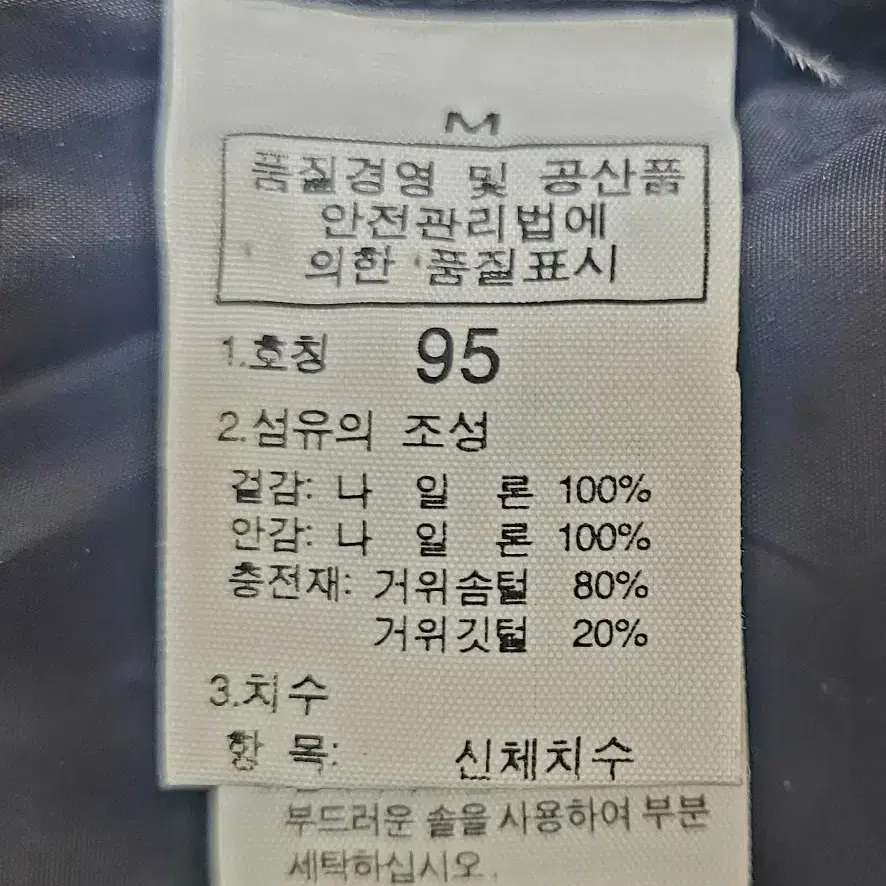 M
품질경영 및 공산품
안전관리법에
의한 품질표시
1.호칭 95
2.섬유의 조성
겉감: 나 일 론 100%
안감: 나 일 론 100%
충전재: 거위솜털 80%
거위깃털 20%
3.치수
항 목: 신체치수
부드러운 솔을 사용하여 부분
세탁하십시오.